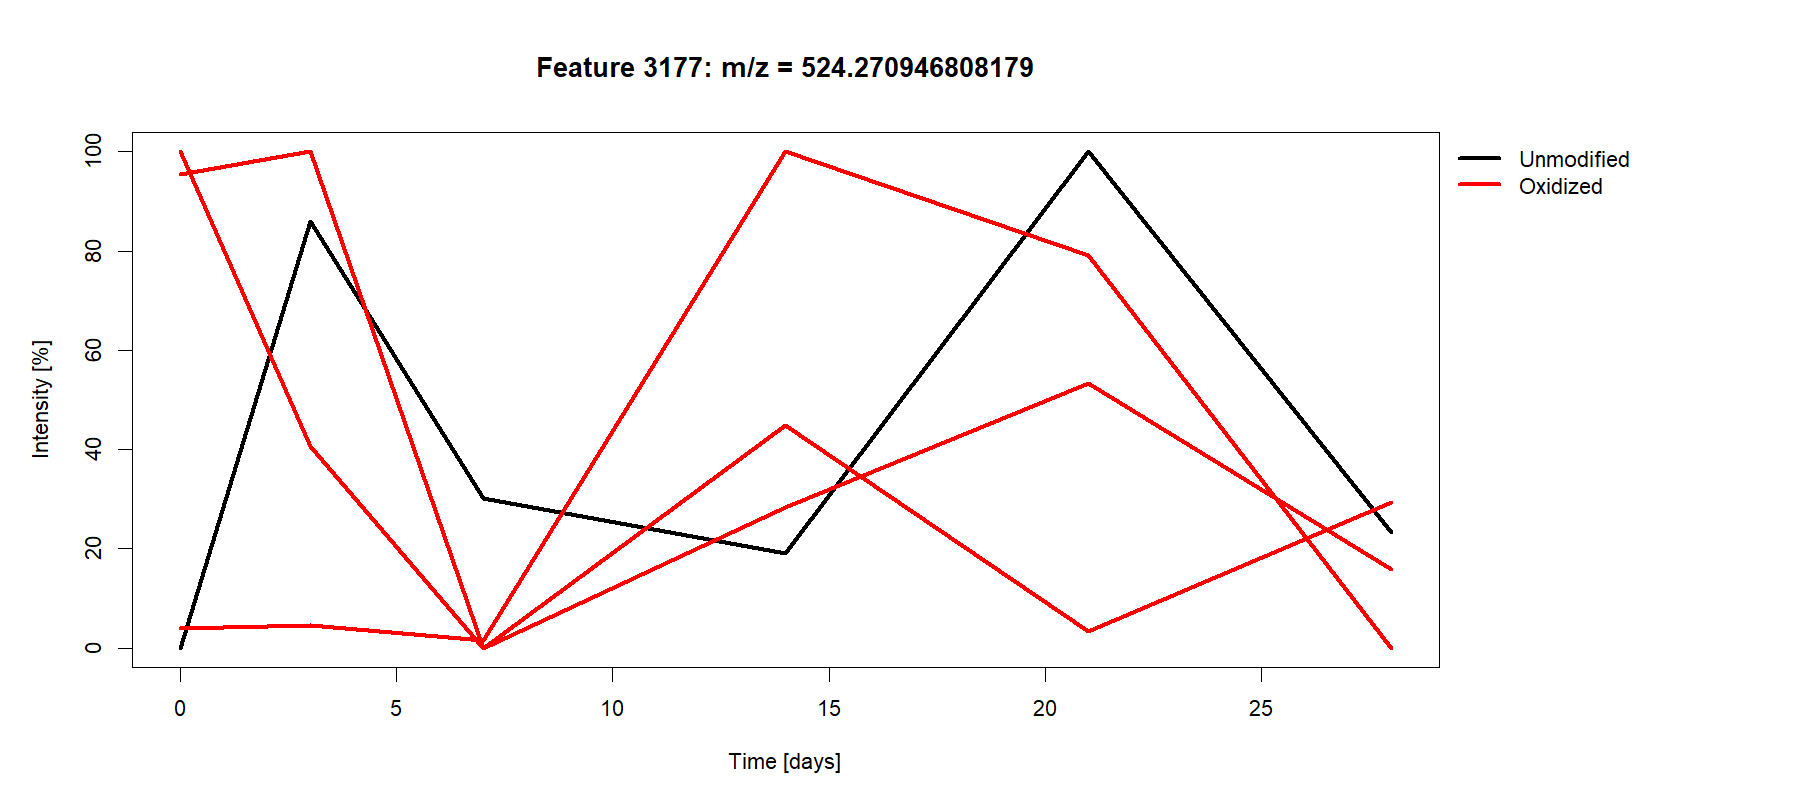 Feature 3177: m/z = 524.270946808179
Unmodified
Oxidized
100
80
60
40
20
0
Intensity [%]
0 5 10 15 20 25
Time [days]